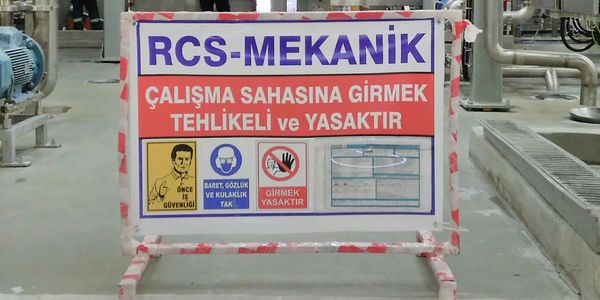 RCS-MEKANİK
ÇALIŞMA SAHASINA GİRMEK
TEHLİKELİ ve YASAKTIR
ÖNCE
İŞ
GÜVENLİĞİ
BARET, GÖZLÜK
VE KULAKLIK
TAK
GİRMEK
YASAKTIR